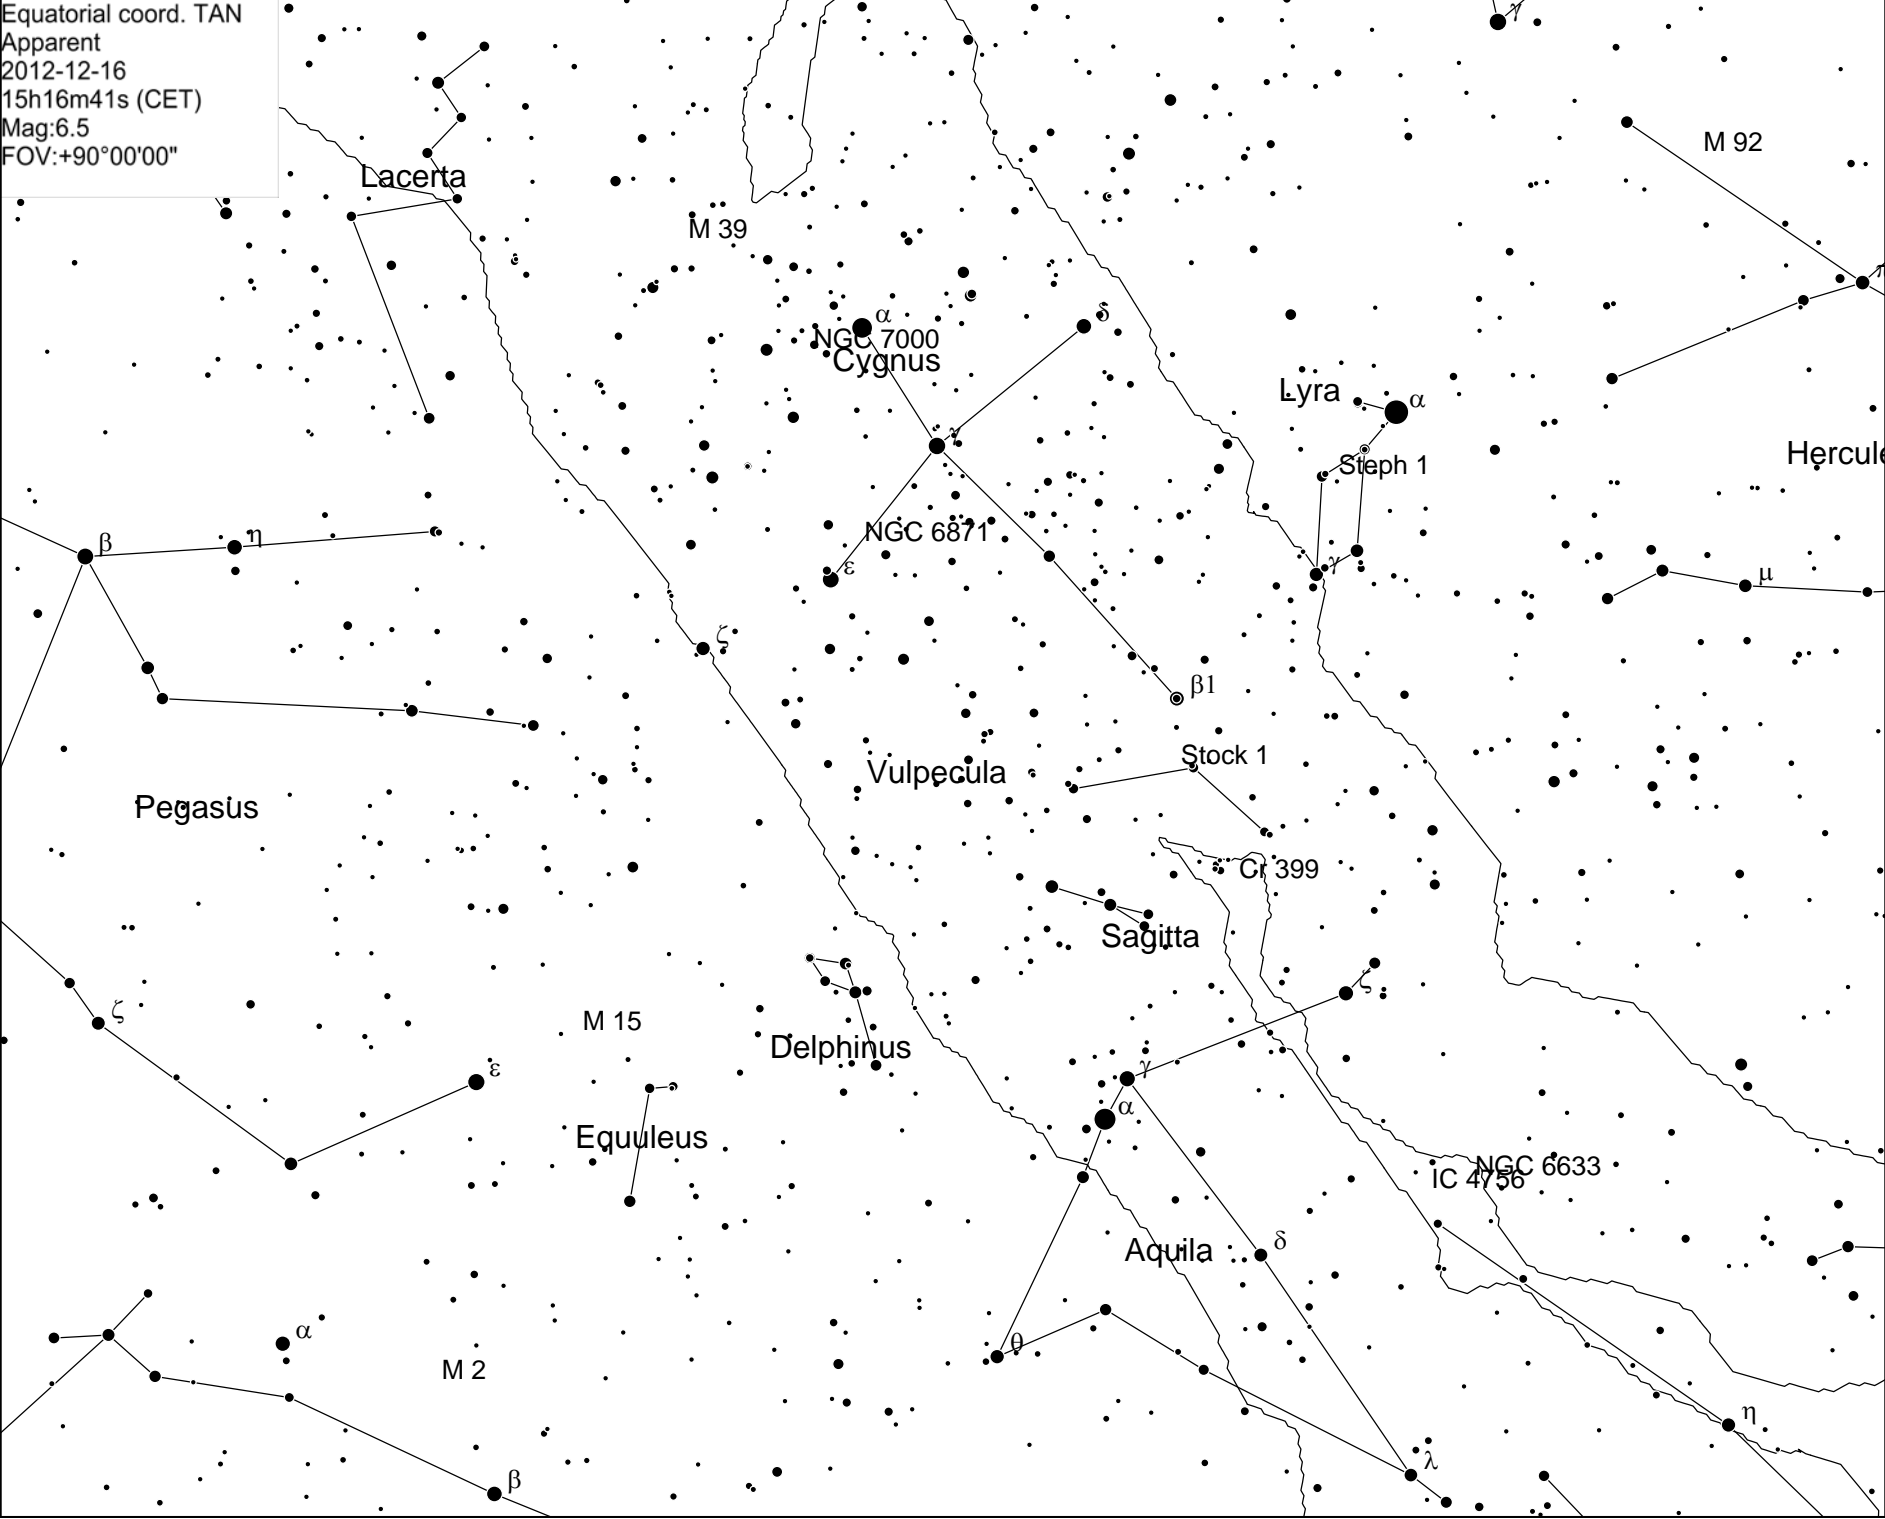 Equatorial coord. TAN
Apparent
2012-12-16
15h16m41s (CET)
Mag:6.5
FOV:+90°00'00"
γ
M 92
Lacerta
M 39
π
α
δ
NGC 7000
Cygnus
Lyra
α
γ
Hercule
Steph 1
β
η
NGC 6871
ε
γ
μ
ζ
β1
Stock 1
Vulpecula
Pegasus
Cr 399
Sagitta
ζ
ζ
M 15
Delphinus
ε
γ
α
Equuleus
NGC 6633
IC 4756
Aquila
δ
α
θ
M 2
η
λ
β